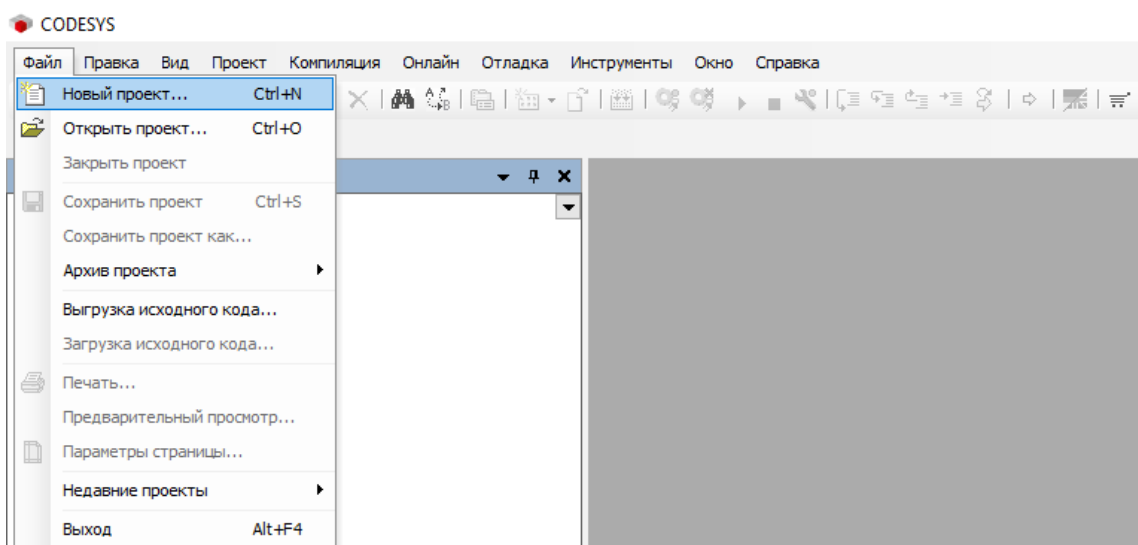 CODESYS
Файл Правка Вид Проект Компиляция Онлайн Отладка Инструменты Окно Справка
Новый проект... Ctrl+N
Открыть проект... Ctrl+O
Закрыть проект
Сохранить проект Ctrl+S
Сохранить проект как...
Архив проекта
Выгрузка исходного кода...
Загрузка исходного кода...
Печать...
Предварительный просмотр...
Параметры страницы...
Недавние проекты
Выход Alt+F4